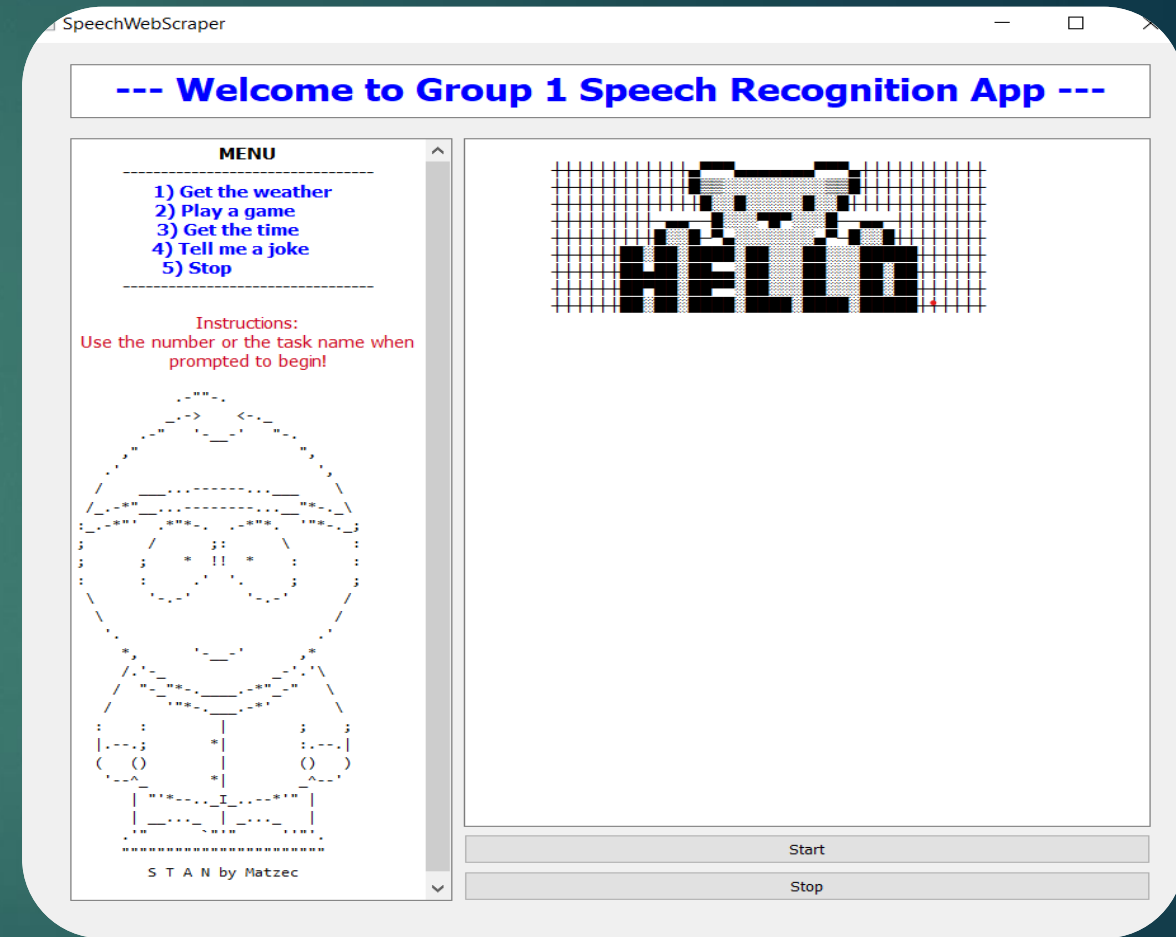 SpeechWebScraper
--- Welcome to Group 1 Speech Recognition App ---
MENU
1) Get the weather
2) Play a game
3) Get the time
4) Tell me a joke
5) Stop
Instructions:
Use the number or the task name when
prompted to begin!
S T A N by Matzec
HELLO
Start
Stop